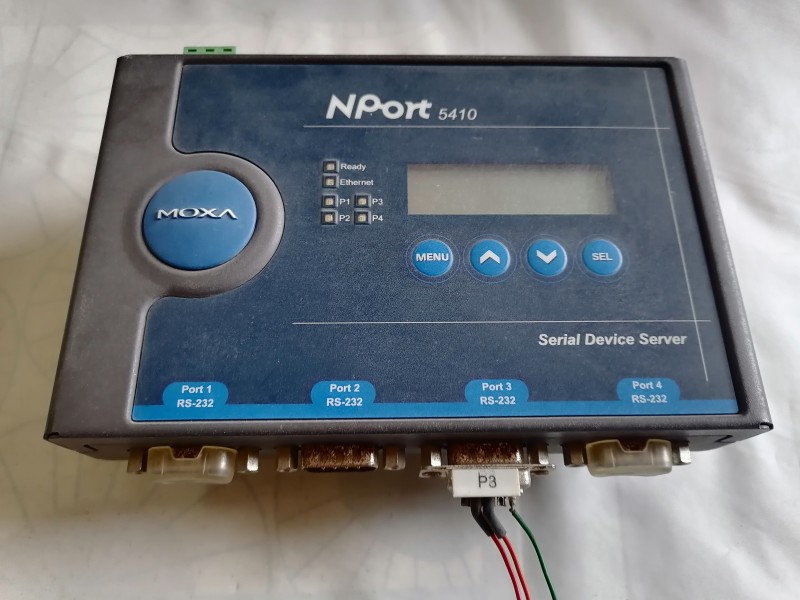 NPort 5410
Ready
Ethernet
P1 P3
P2 P4
MOXA
MENU
SEL
Serial Device Server
Port 1
RS-232
Port 2
RS-232
Port 3
RS-232
Port 4
RS-232
P3